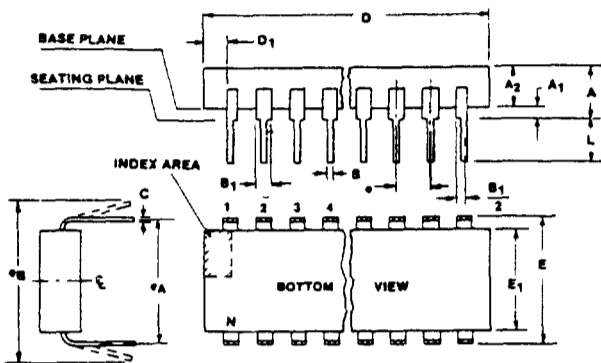 D
BASE PLANE
D1
SEATING PLANE
A2
A1
A
L
INDEX AREA
B1
B
e
B1
2
C
1 2 3 4
eB
℄
eA
BOTTOM VIEW
E1
E
N